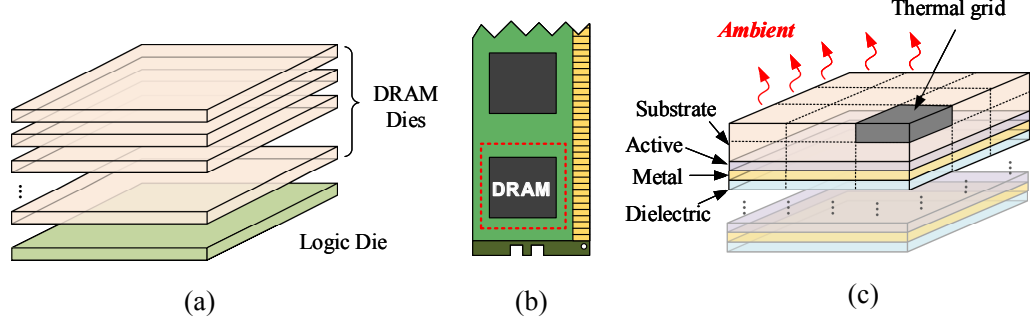 DRAM
Dies
Logic Die
(a)
DRAM
(b)
Thermal grid
Ambient
Substrate
Active
Metal
Dielectric
(c)